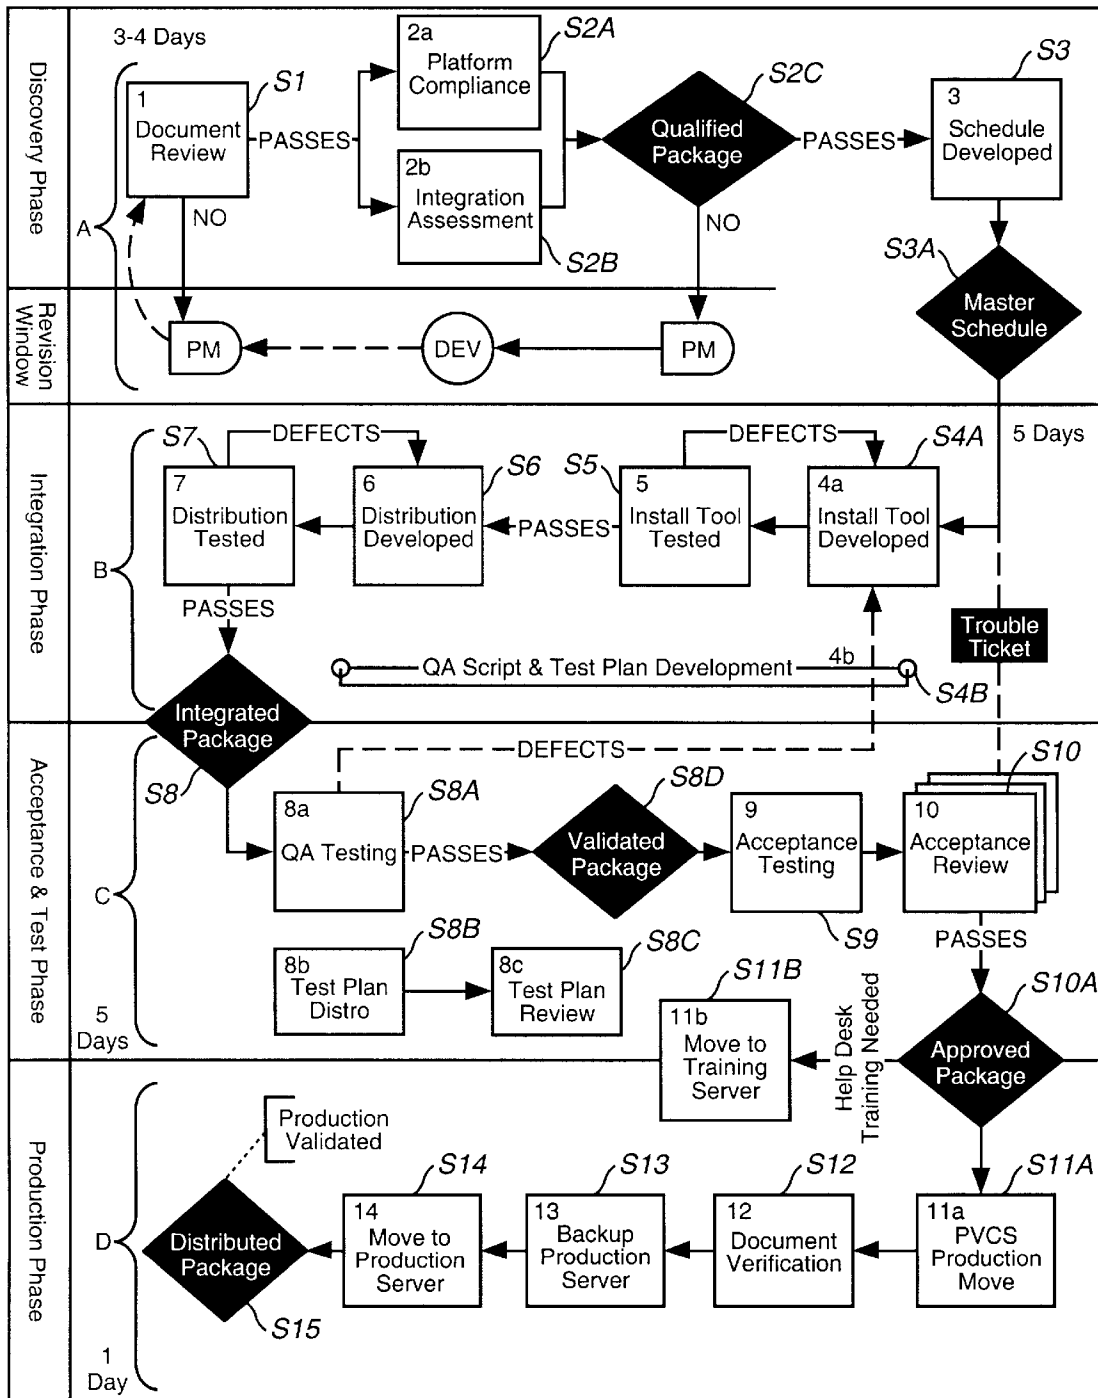 Discovery Phase
3-4 Days
A
1
Document
Review
S1
PASSES
NO
2a
Platform
Compliance
S2A
2b
Integration
Assessment
S2B
Qualified
Package
S2C
PASSES
NO
3
Schedule
Developed
S3
S3A
Master
Schedule
Revision
Window
PM
DEV
PM
Integration Phase
B
5 Days
S7
DEFECTS
7
Distribution
Tested
S6
6
Distribution
Developed
PASSES
S5
DEFECTS
5
Install Tool
Tested
S4A
4a
Install Tool
Developed
PASSES
Trouble
Ticket
QA Script & Test Plan Development
4b
S4B
Integrated
Package
S8
Acceptance & Test Phase
C
5
Days
DEFECTS
8a
QA Testing
S8A
PASSES
Validated
Package
S8D
9
Acceptance
Testing
S9
10
Acceptance
Review
S10
PASSES
8b
Test Plan
Distro
S8B
8c
Test Plan
Review
S8C
S11B
11b
Move to
Training
Server
Help Desk
Training Needed
Approved
Package
S10A
Production Phase
D
1
Day
Production
Validated
Distributed
Package
S15
14
Move to
Production
Server
S14
13
Backup
Production
Server
S13
12
Document
Verification
S12
11a
PVCS
Production
Move
S11A